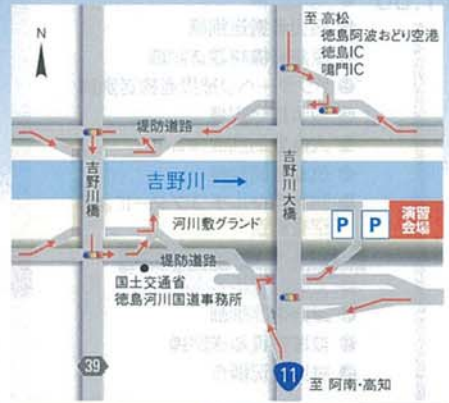 N
至 高松
徳島阿波おどり空港
徳島IC
鳴門IC
堤防道路
吉野川橋
吉野川
吉野川大橋
河川敷グランド
P
P
演習
会場
堤防道路
国土交通省
徳島河川国道事務所
39
11
至 阿南・高知